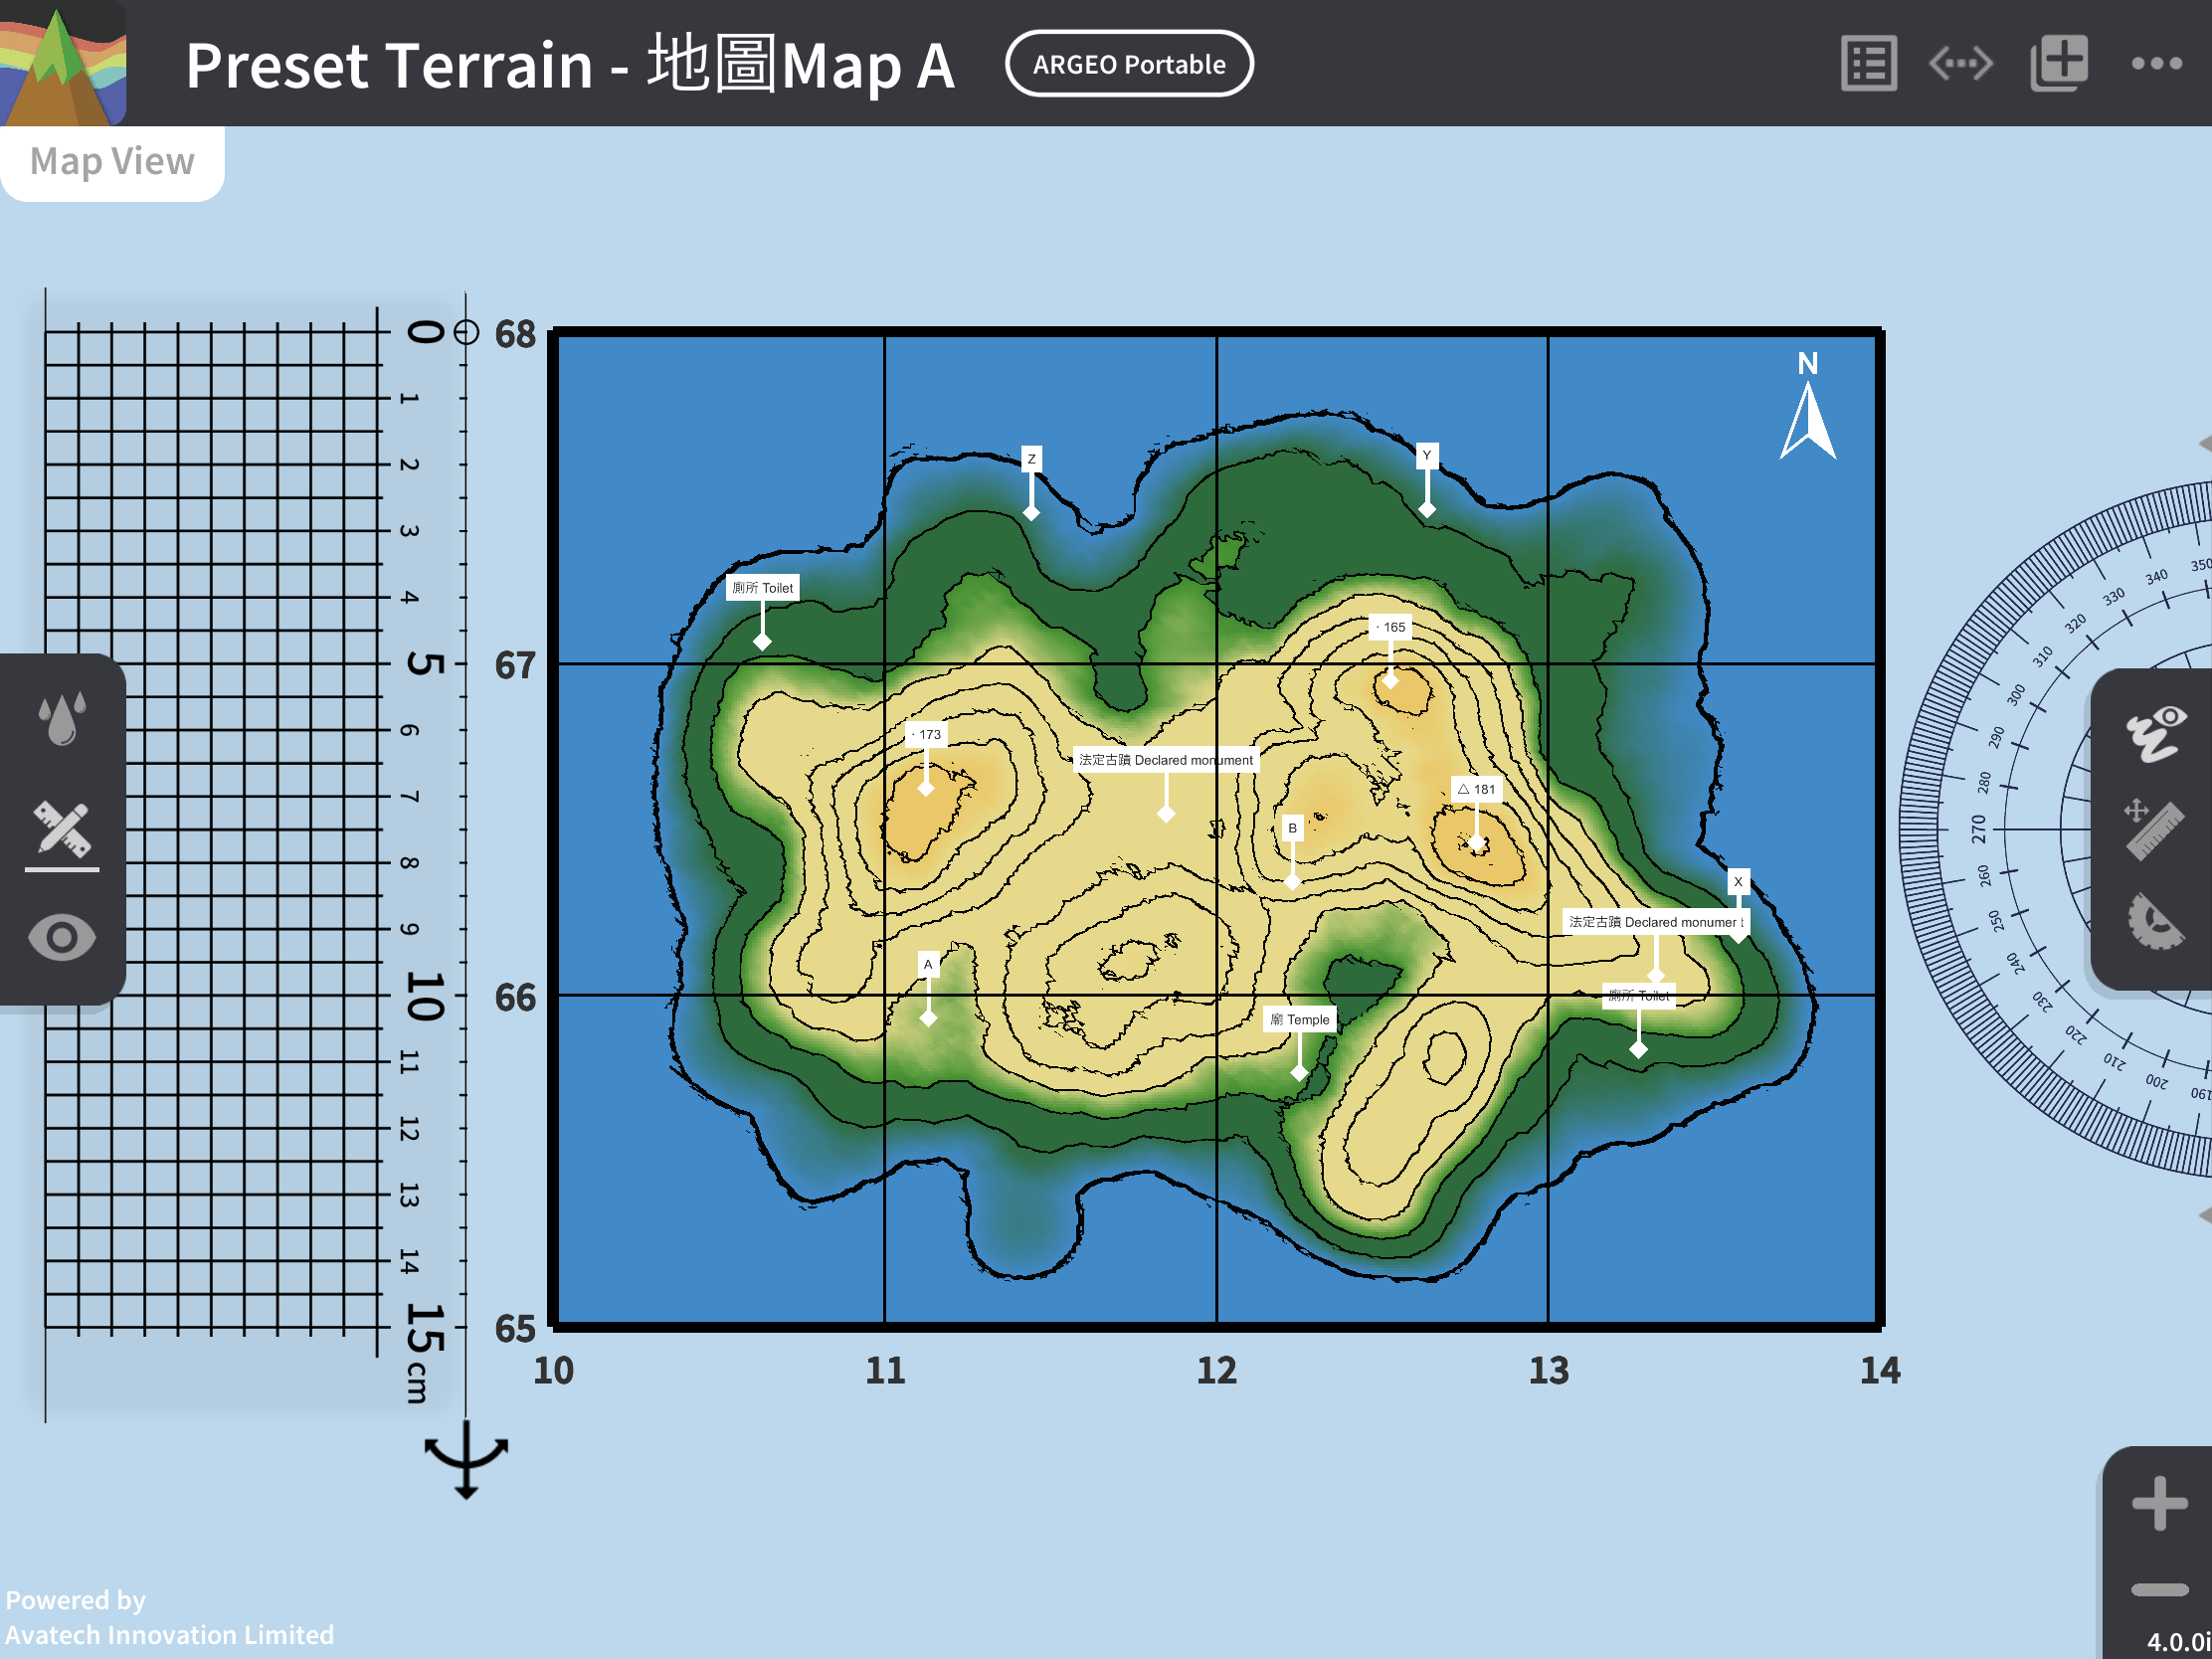 Preset Terrain - 地圖Map A
ARGEO Portable
Map View
0
1
2
3
4
5
6
7
8
9
10
11
12
13
14
15 cm
68
67
66
65
10
11
12
13
14
N
Z
Y
廁所 Toilet
· 165
· 173
法定古蹟 Declared monument
△ 181
B
X
法定古蹟 Declared monument
A
廁所 Toilet
廟 Temple
350
340
330
320
310
300
290
280
270
260
250
240
230
220
210
200
190
Powered by
Avatech Innovation Limited
4.0.0i